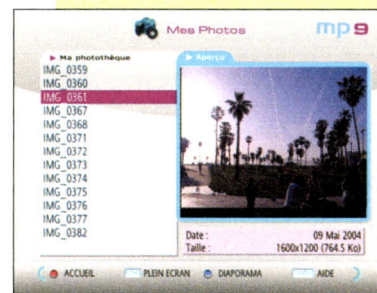 Mes Photos
mp9
Ma photothèque
Aperçu
IMG_0359
IMG_0360
IMG_0361
IMG_0367
IMG_0368
IMG_0371
IMG_0372
IMG_0373
IMG_0374
IMG_0375
IMG_0376
IMG_0377
IMG_0382
Date : 09 Mai 2004
Taille : 1600x1200 (764.5 Ko)
ACCUEIL PLEIN ECRAN DIAPORAMA AIDE